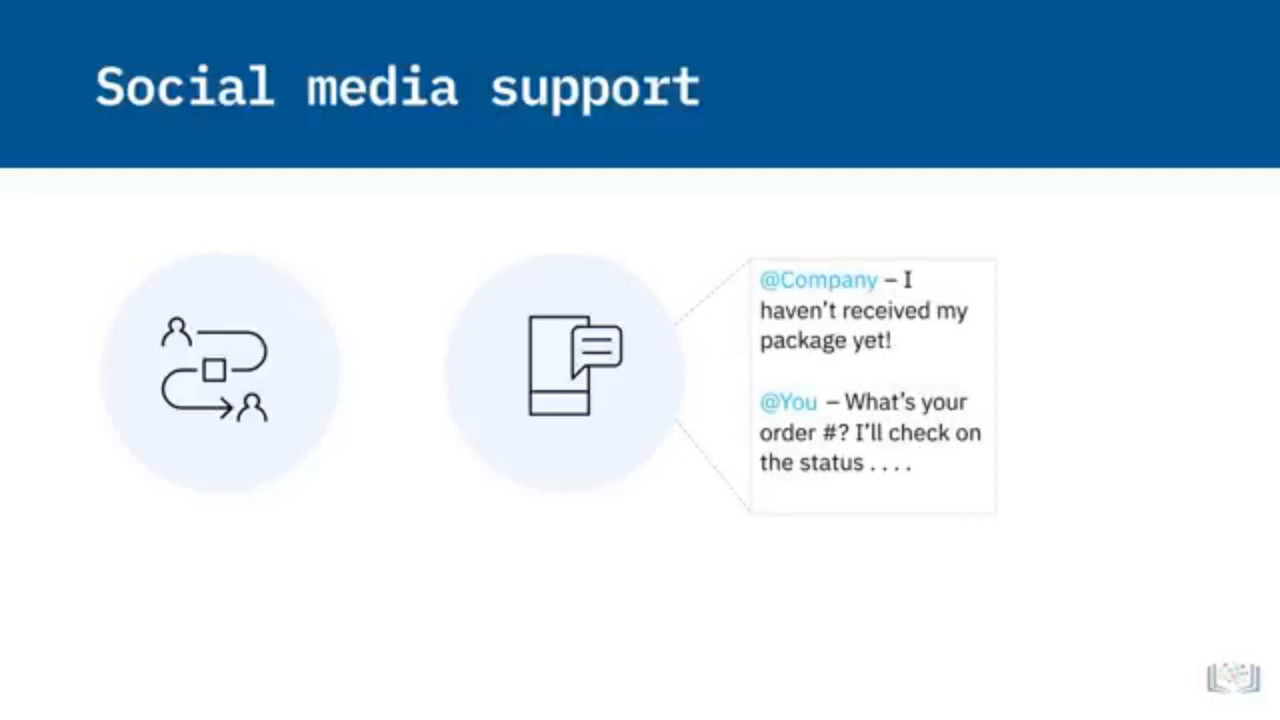 Social media support
@Company – I
haven't received my
package yet!
@You – What's your
order #? I'll check on
the status . . . .